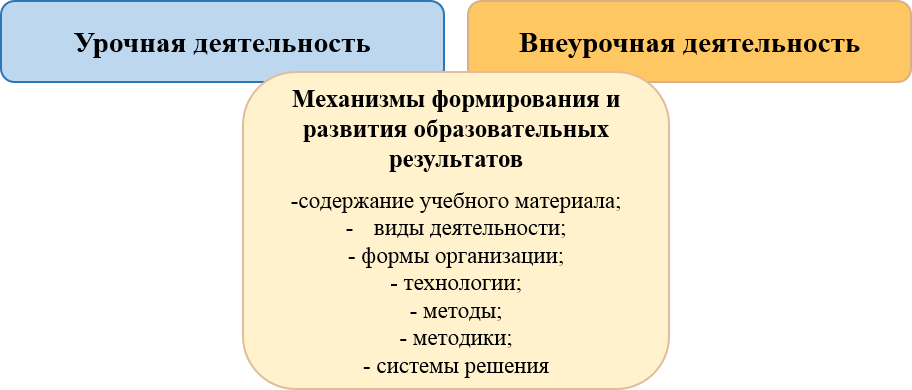 Урочная деятельность
Внеурочная деятельность
Механизмы формирования и
развития образовательных
результатов
-содержание учебного материала;
- виды деятельности;
- формы организации;
- технологии;
- методы;
- методики;
- системы решения